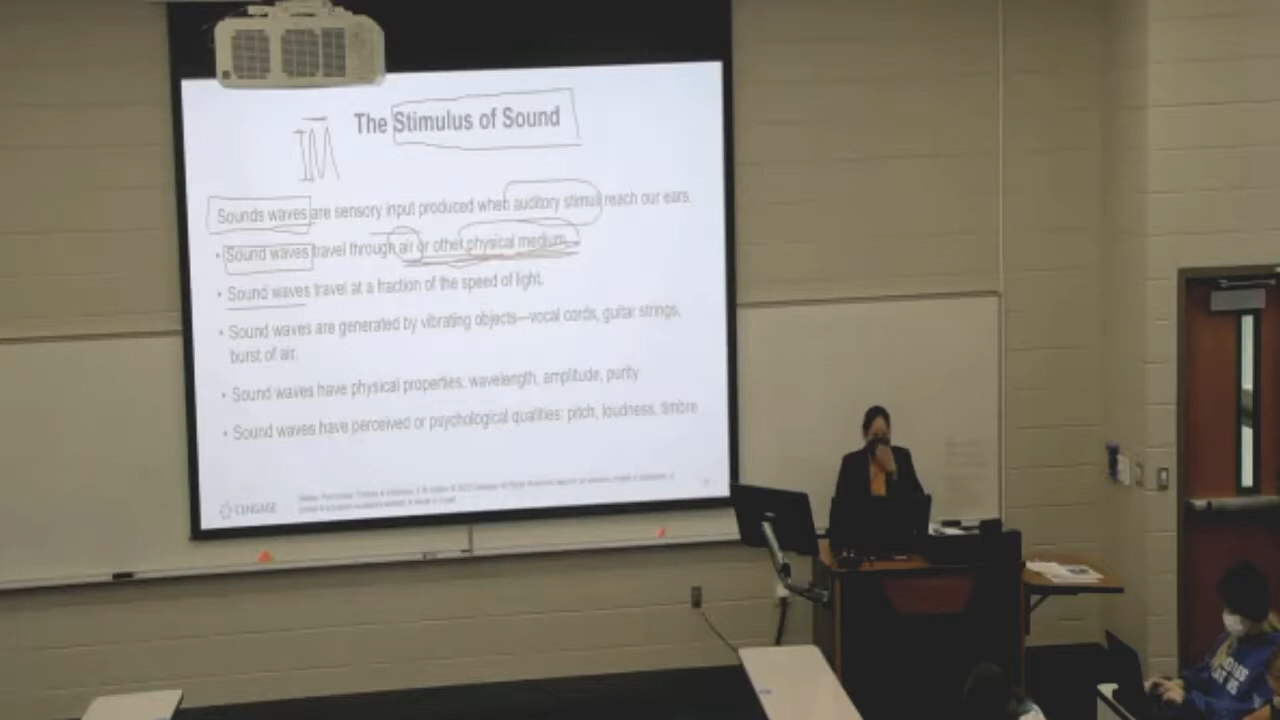 The Stimulus of Sound
Sounds waves are sensory input produced when auditory stimuli reach our ears.
• Sound waves travel through air or other physical medium.
• Sound waves travel at a fraction of the speed of light.
• Sound waves are generated by vibrating objects—vocal cords, guitar strings,
burst of air.
• Sound waves have physical properties: wavelength, amplitude, purity
• Sound waves have perceived or psychological qualities: pitch, loudness, timbre
CENGAGE